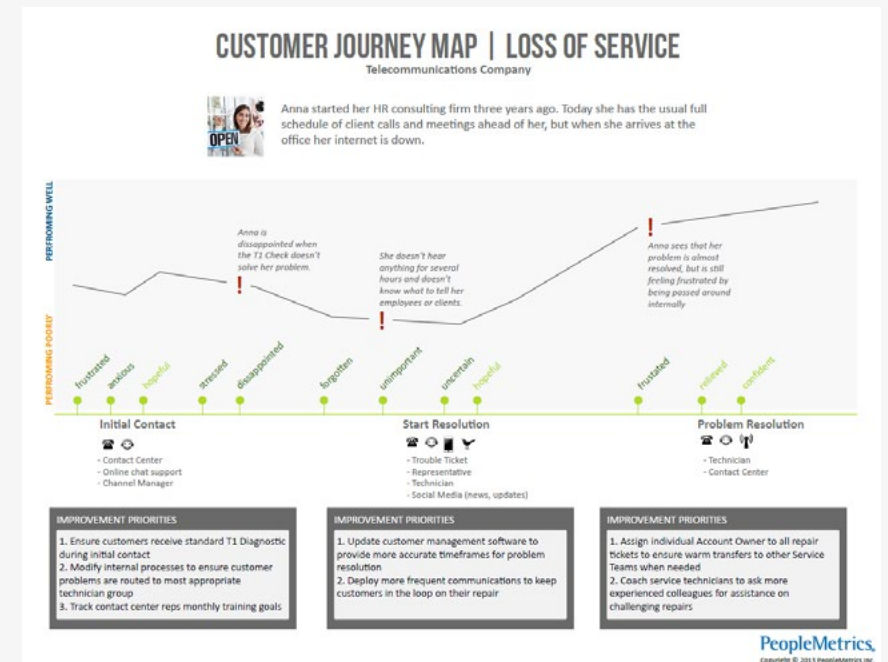 CUSTOMER JOURNEY MAP | LOSS OF SERVICE
Telecommunications Company
OPEN
Anna started her HR consulting firm three years ago. Today she has the usual full
schedule of client calls and meetings ahead of her, but when she arrives at the
office her internet is down.
PERFROMING WELL
PERFROMING POORLY
Anna is
dissappointed when
the T1 Check doesn't
solve her problem.
!
She doesn't hear
anything for several
hours and doesn't
know what to tell her
employees or clients.
!
!
Anna sees that her
problem is almost
resolved, but is still
feeling frustrated by
being passed around
internally
frustrated
anxious
hopeful
stressed
disappointed
forgotten
unimportant
uncertain
hopeful
frustated
relieved
confident
Initial Contact
- Contact Center
- Online chat support
- Channel Manager
Start Resolution
- Trouble Ticket
- Representative
- Technician
- Social Media (news, updates)
Problem Resolution
- Technician
- Contact Center
IMPROVEMENT PRIORITIES
1. Ensure customers receive standard T1 Diagnostic
during initial contact
2. Modify internal processes to ensure customer
problems are routed to most appropriate
technician group
3. Track contact center reps monthly training goals
IMPROVEMENT PRIORITIES
1. Update customer management software to
provide more accurate timeframes for problem
resolution
2. Deploy more frequent communications to keep
customers in the loop on their repair
IMPROVEMENT PRIORITIES
1. Assign individual Account Owner to all repair
tickets to ensure warm transfers to other Service
Teams when needed
2. Coach service technicians to ask more
experienced colleagues for assistance on
challenging repairs
PeopleMetrics
Copyright © 2013 PeopleMetrics Inc